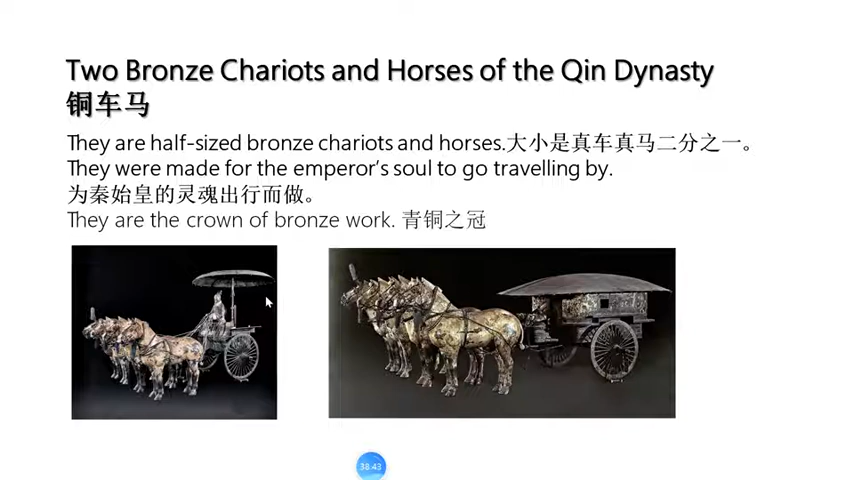 Two Bronze Chariots and Horses of the Qin Dynasty
铜车马
They are half-sized bronze chariots and horses.大小是真车真马二分之一。
They were made for the emperor's soul to go travelling by.
为秦始皇的灵魂出行而做。
They are the crown of bronze work. 青铜之冠
38:43